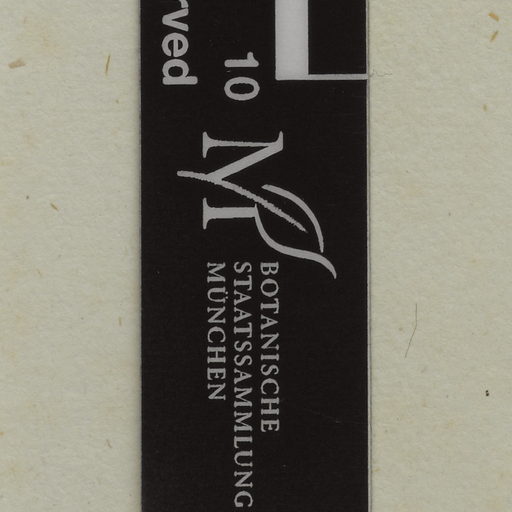 10
rved
BOTANISCHE
STAATSSAMMLUNG
MÜNCHEN